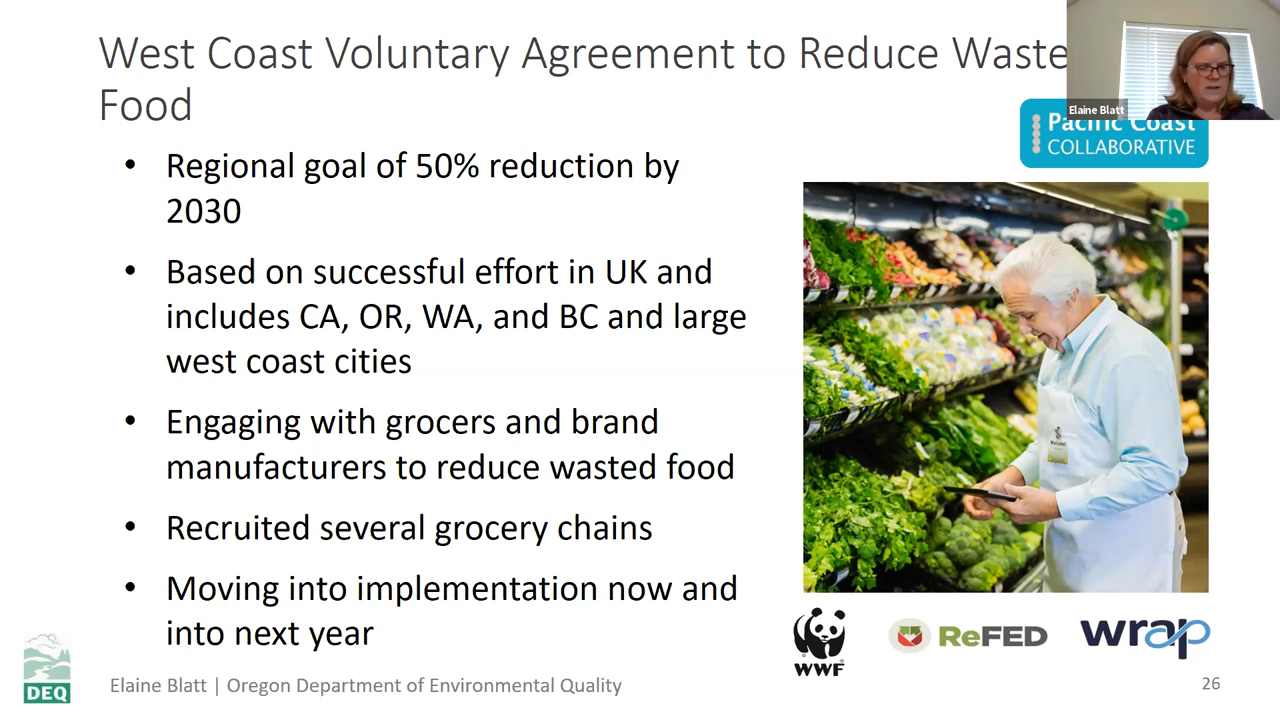 West Coast Voluntary Agreement to Reduce Waste
Food
Elaine Blatt
Pacific Coast
COLLABORATIVE
• Regional goal of 50% reduction by
2030
• Based on successful effort in UK and
includes CA, OR, WA, and BC and large
west coast cities
• Engaging with grocers and brand
manufacturers to reduce wasted food
• Recruited several grocery chains
• Moving into implementation now and
into next year
WWF
ReFED
wrap
DEQ
Elaine Blatt | Oregon Department of Environmental Quality
26